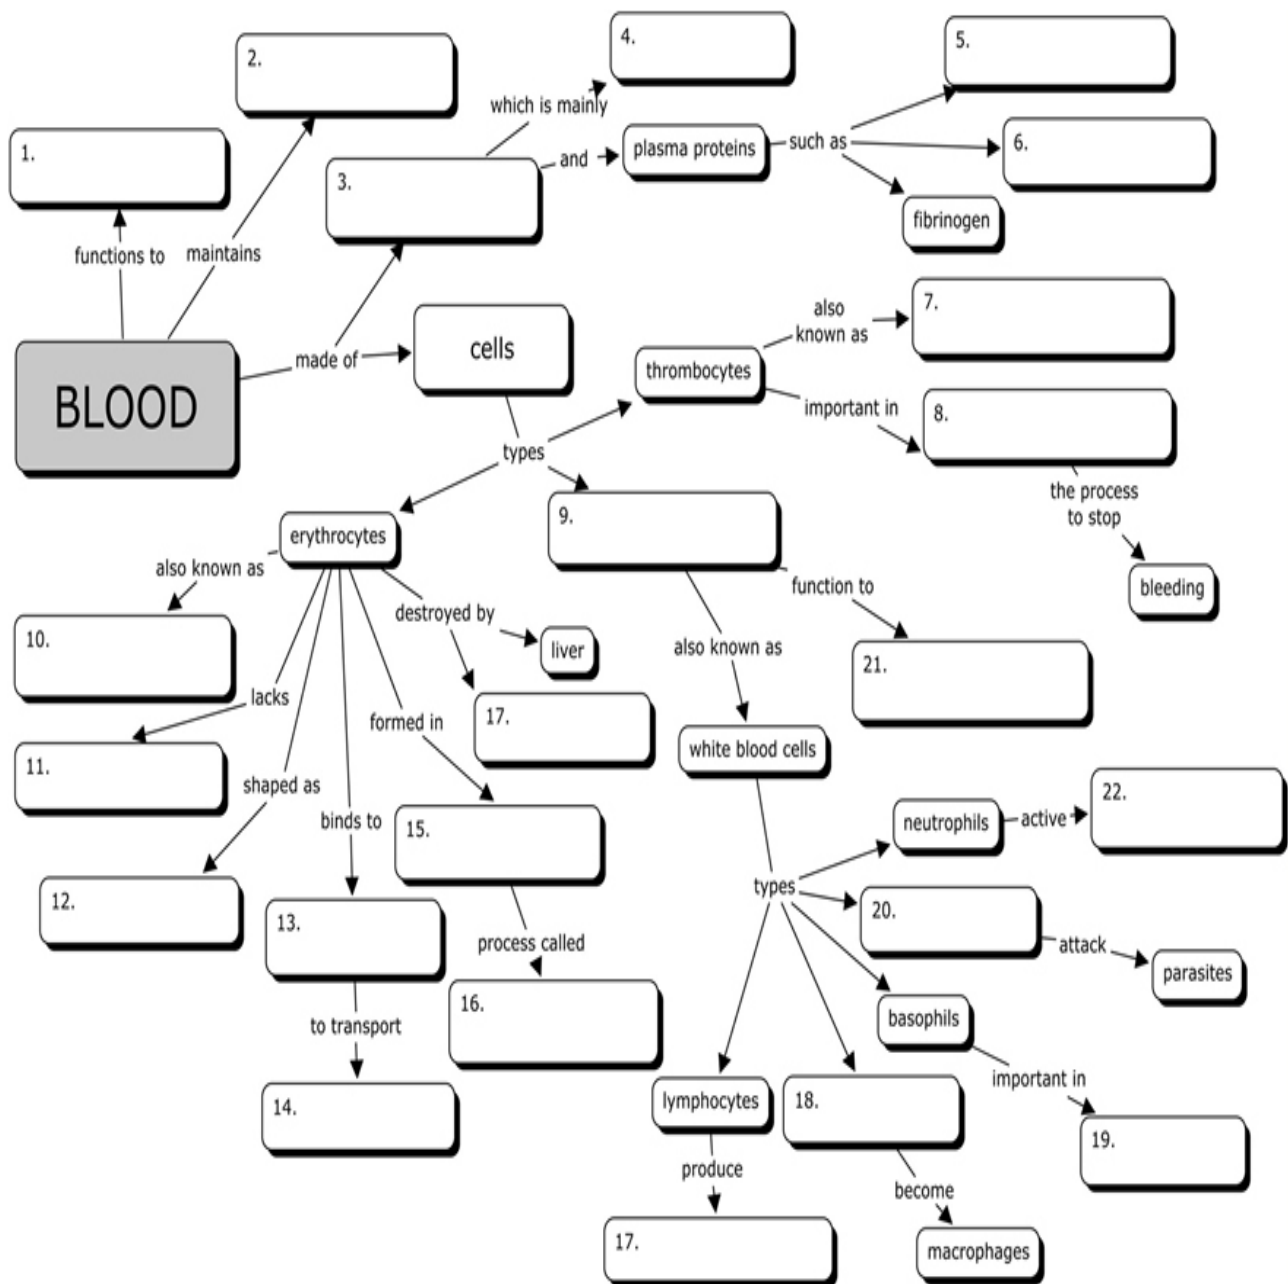 4.
5.
2.
which is mainly
1.
3.
and
plasma proteins
such as
6.
fibrinogen
functions to
maintains
7.
also
known as
cells
made of
thrombocytes
BLOOD
important in
8.
types
the process
to stop
9.
erythrocytes
also known as
function to
bleeding
destroyed by
10.
liver
also known as
21.
lacks
formed in
17.
11.
white blood cells
shaped as
binds to
15.
neutrophils
active
22.
types
12.
13.
20.
process called
attack
parasites
16.
basophils
to transport
important in
14.
lymphocytes
18.
19.
produce
become
17.
macrophages